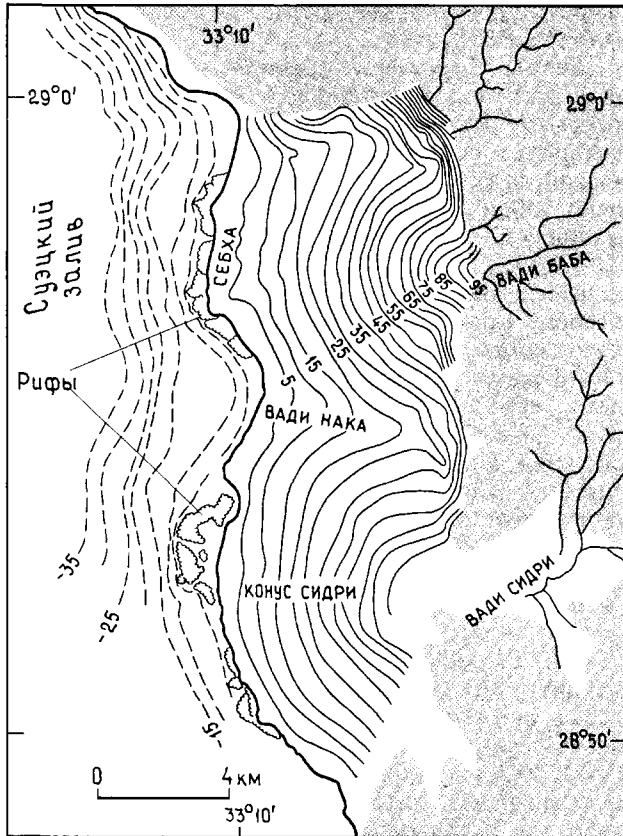 33°10'
29°0'
29°0'
Суэцкий
залив
СЕБХА
ВАДИ БАБА
95
85
75
65
55
45
35
25
15
5
Рифы
ВАДИ НАКА
-35
-25
-15
КОНУС СИДРИ
ВАДИ СИДРИ
28°50'
0 4 км
33°10'